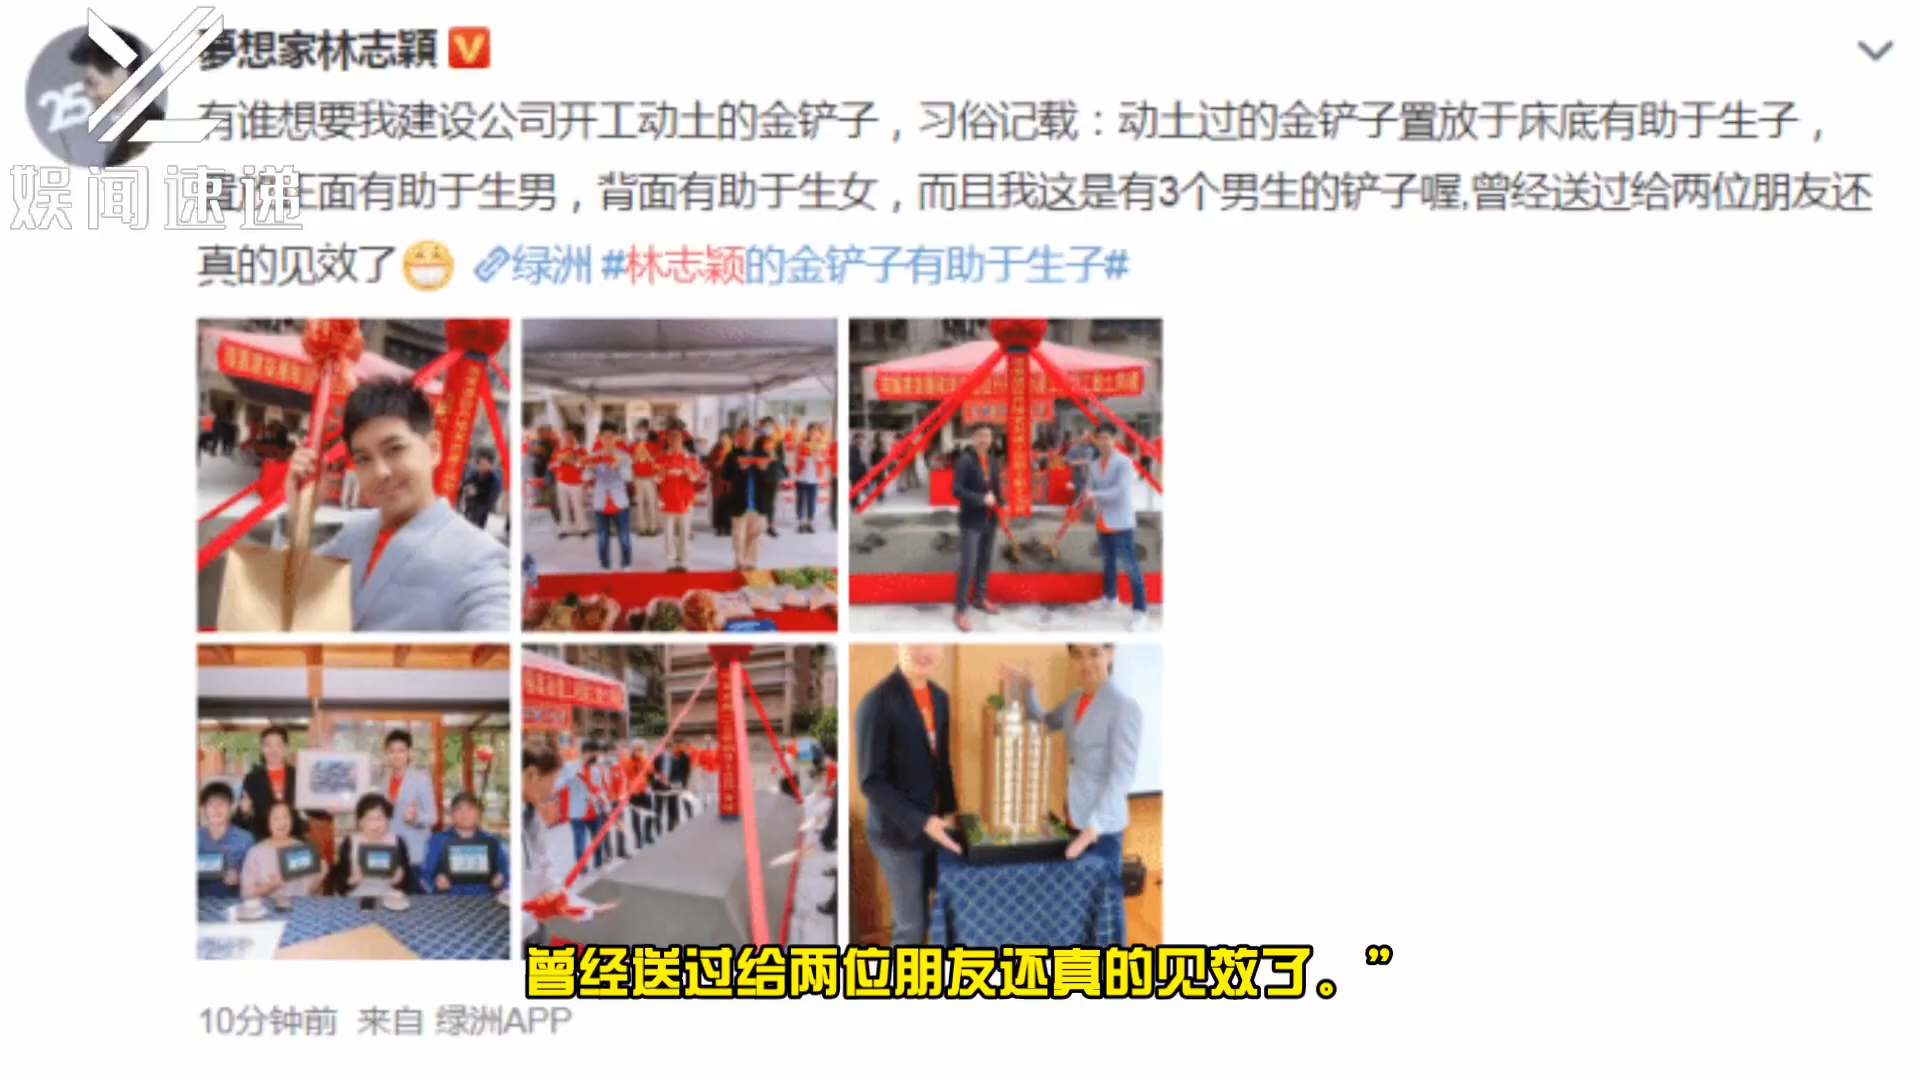 夢想家林志穎
有谁想要我建设公司开工动土的金铲子，习俗记载：动土过的金铲子置放于床底有助于生子，
置放正面有助于生男，背面有助于生女，而且我这是有3个男生的铲子喔,曾经送过给两位朋友还
娱闻速递
真的见效了 绿洲 #林志颖的金铲子有助于生子#
25
曾经送过给两位朋友还真的见效了。”
10分钟前 来自 绿洲APP